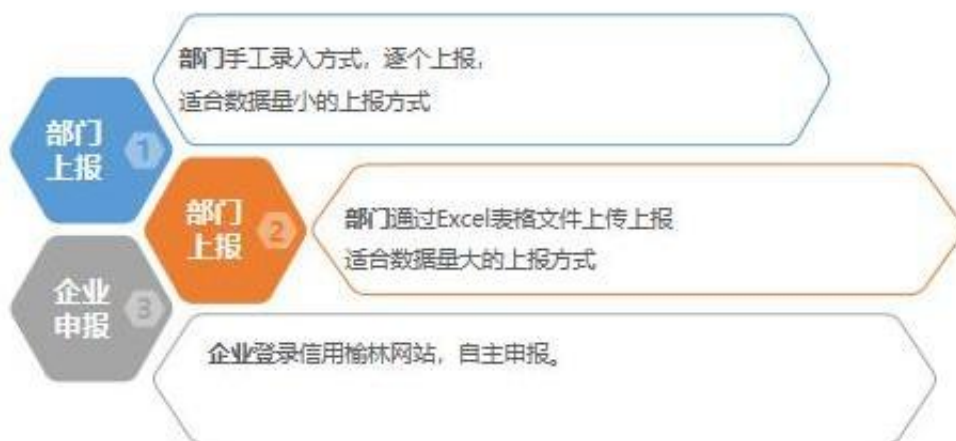 部门手工录入方式，逐个上报，
适合数据量小的上报方式
部门
上报
1
部门
上报
2
部门通过Excel表格文件上传上报
适合数据量大的上报方式
企业
申报
3
企业登录信用榆林网站，自主申报。